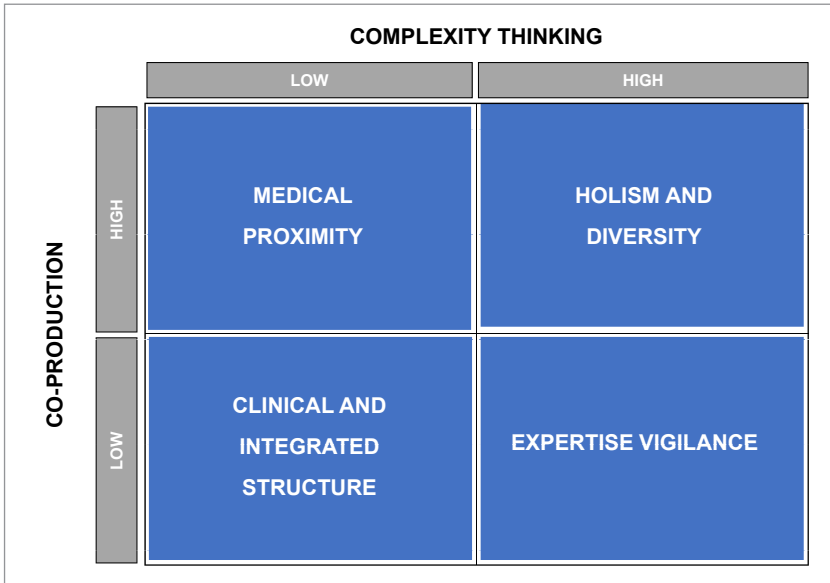 COMPLEXITY THINKING
LOW
HIGH
CO-PRODUCTION
HIGH
MEDICAL
PROXIMITY
HOLISM AND
DIVERSITY
LOW
CLINICAL AND
INTEGRATED
STRUCTURE
EXPERTISE VIGILANCE